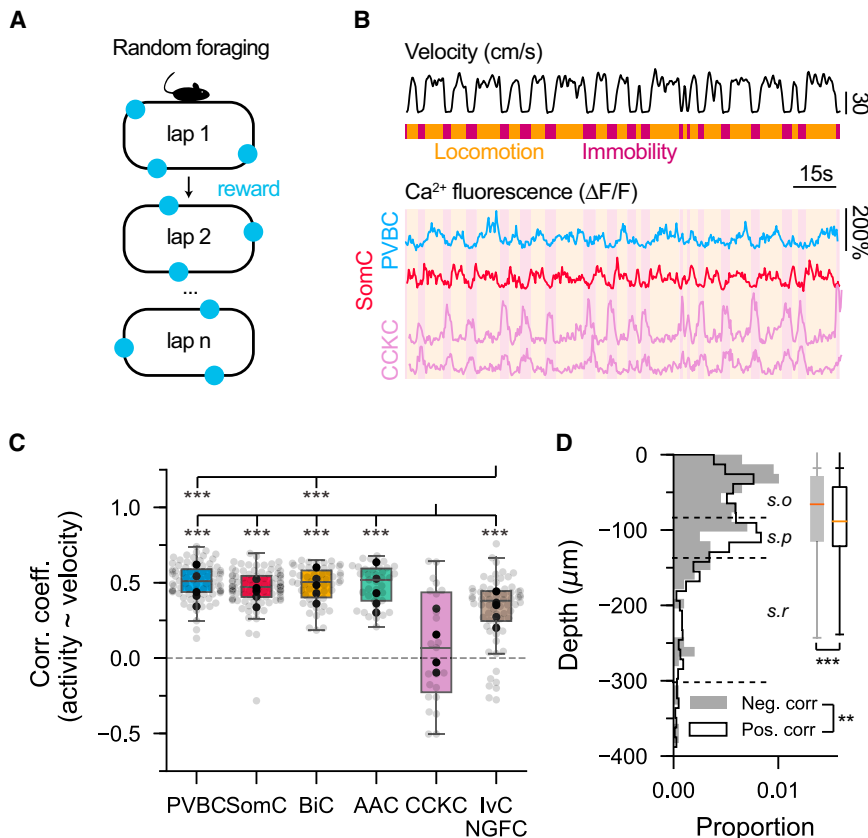 A
Random foraging
lap 1
reward
lap 2
...
lap n
B
Velocity (cm/s)
30
Locomotion
Immobility
15s
Ca²⁺ fluorescence (ΔF/F)
200%
PVBC
SomC
CCKC
C
Corr. coeff.
(activity ~ velocity)
1.0
0.5
0.0
−0.5
***
***
***
***
***
***
***
PVBC
SomC
BiC
AAC
CCKC
IvC
NGFC
D
Depth (μm)
0
−100
−200
−300
−400
s.o
s.p
s.r
***
Neg. corr
Pos. corr
**
0.00
0.01
Proportion